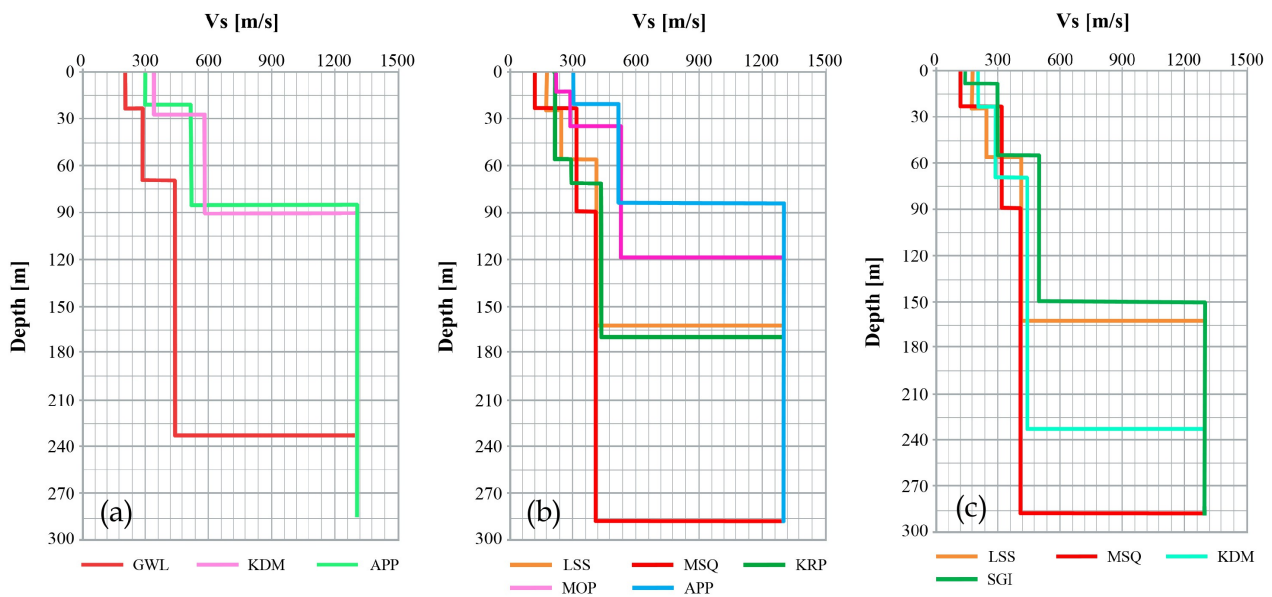 Vs [m/s]
0 300 600 900 1200 1500
0
30
60
90
120
150
180
210
240
270
300
Depth [m]
(a)
GWL KDM APP
Vs [m/s]
0 300 600 900 1200 1500
0
30
60
90
120
150
180
210
240
270
300
Depth [m]
(b)
LSS MSQ KRP
MOP APP
Vs [m/s]
0 300 600 900 1200 1500
0
30
60
90
120
150
180
210
240
270
300
Depth [m]
(c)
LSS MSQ KDM
SGI